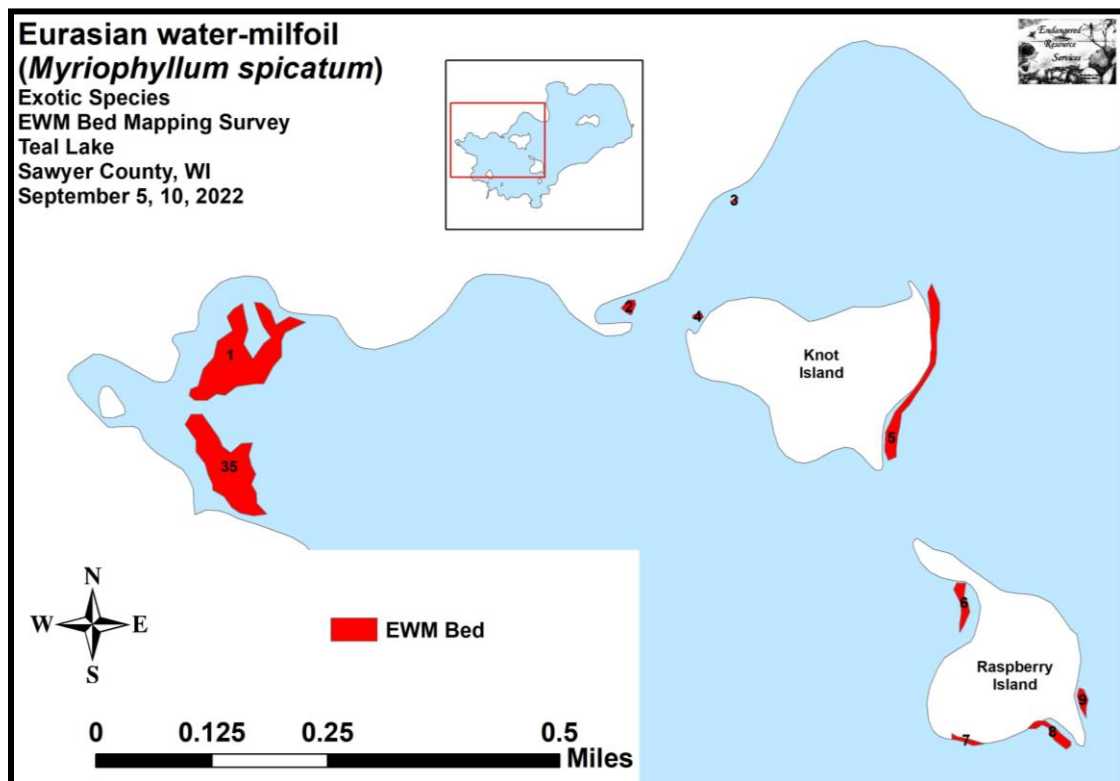 Eurasian water-milfoil
(Myriophyllum spicatum)
Exotic Species
EWM Bed Mapping Survey
Teal Lake
Sawyer County, WI
September 5, 10, 2022
Endangered
Resource
Services
3
2
4
1
Knot
Island
5
35
6
Raspberry
Island
9
7
8
N
W E
S
EWM Bed
0 0.125 0.25 0.5
Miles